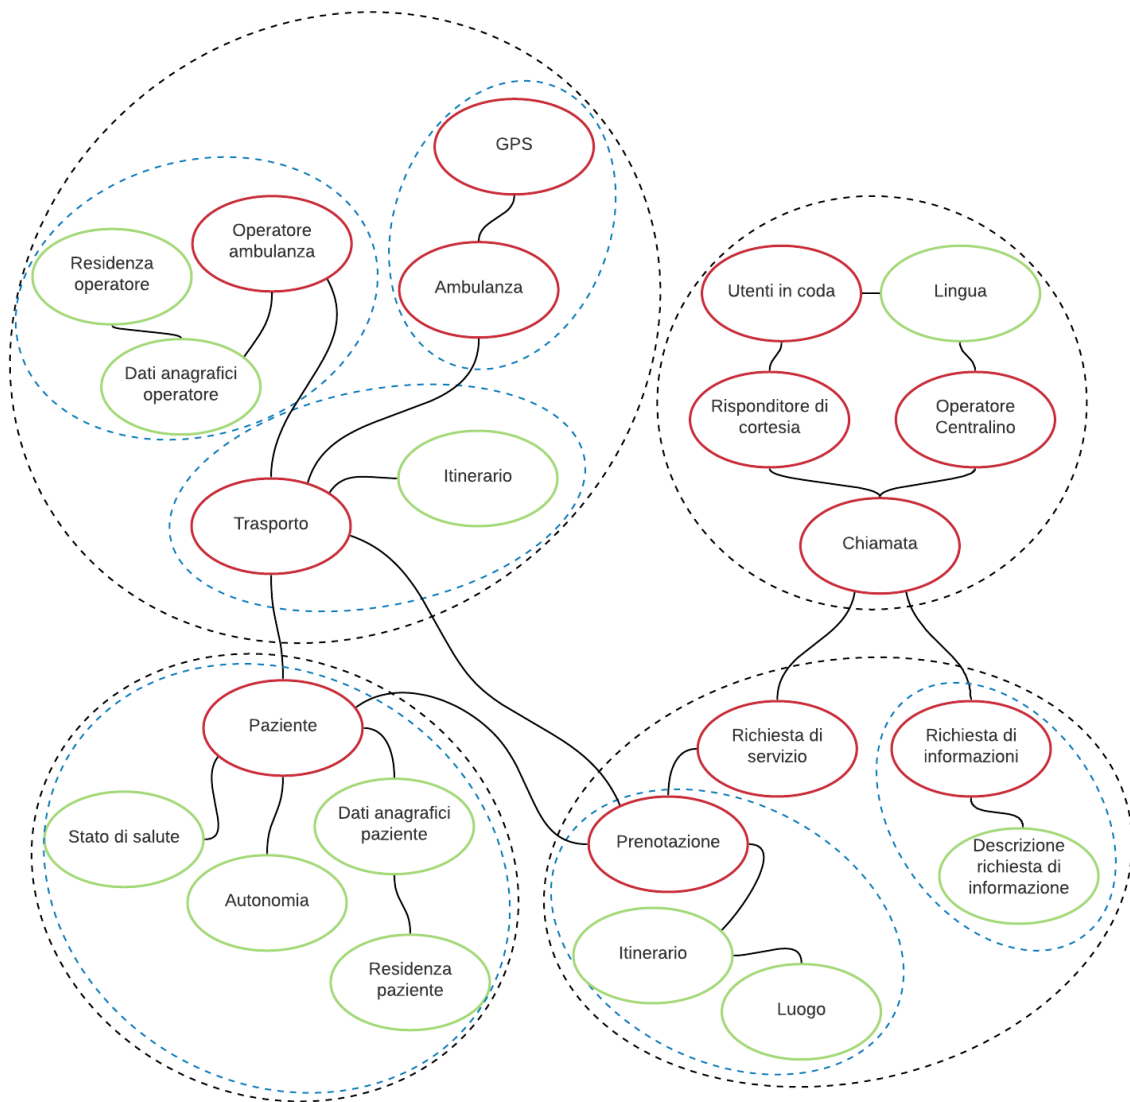 GPS
Operatore
ambulanza
Residenza
operatore
Ambulanza
Utenti in coda
Lingua
Dati anagrafici
operatore
Risponditore di
cortesia
Operatore
Centralino
Itinerario
Trasporto
Chiamata
Paziente
Richiesta di
servizio
Richiesta di
informazioni
Stato di salute
Dati anagrafici
paziente
Prenotazione
Descrizione
richiesta di
informazione
Autonomia
Itinerario
Residenza
paziente
Luogo